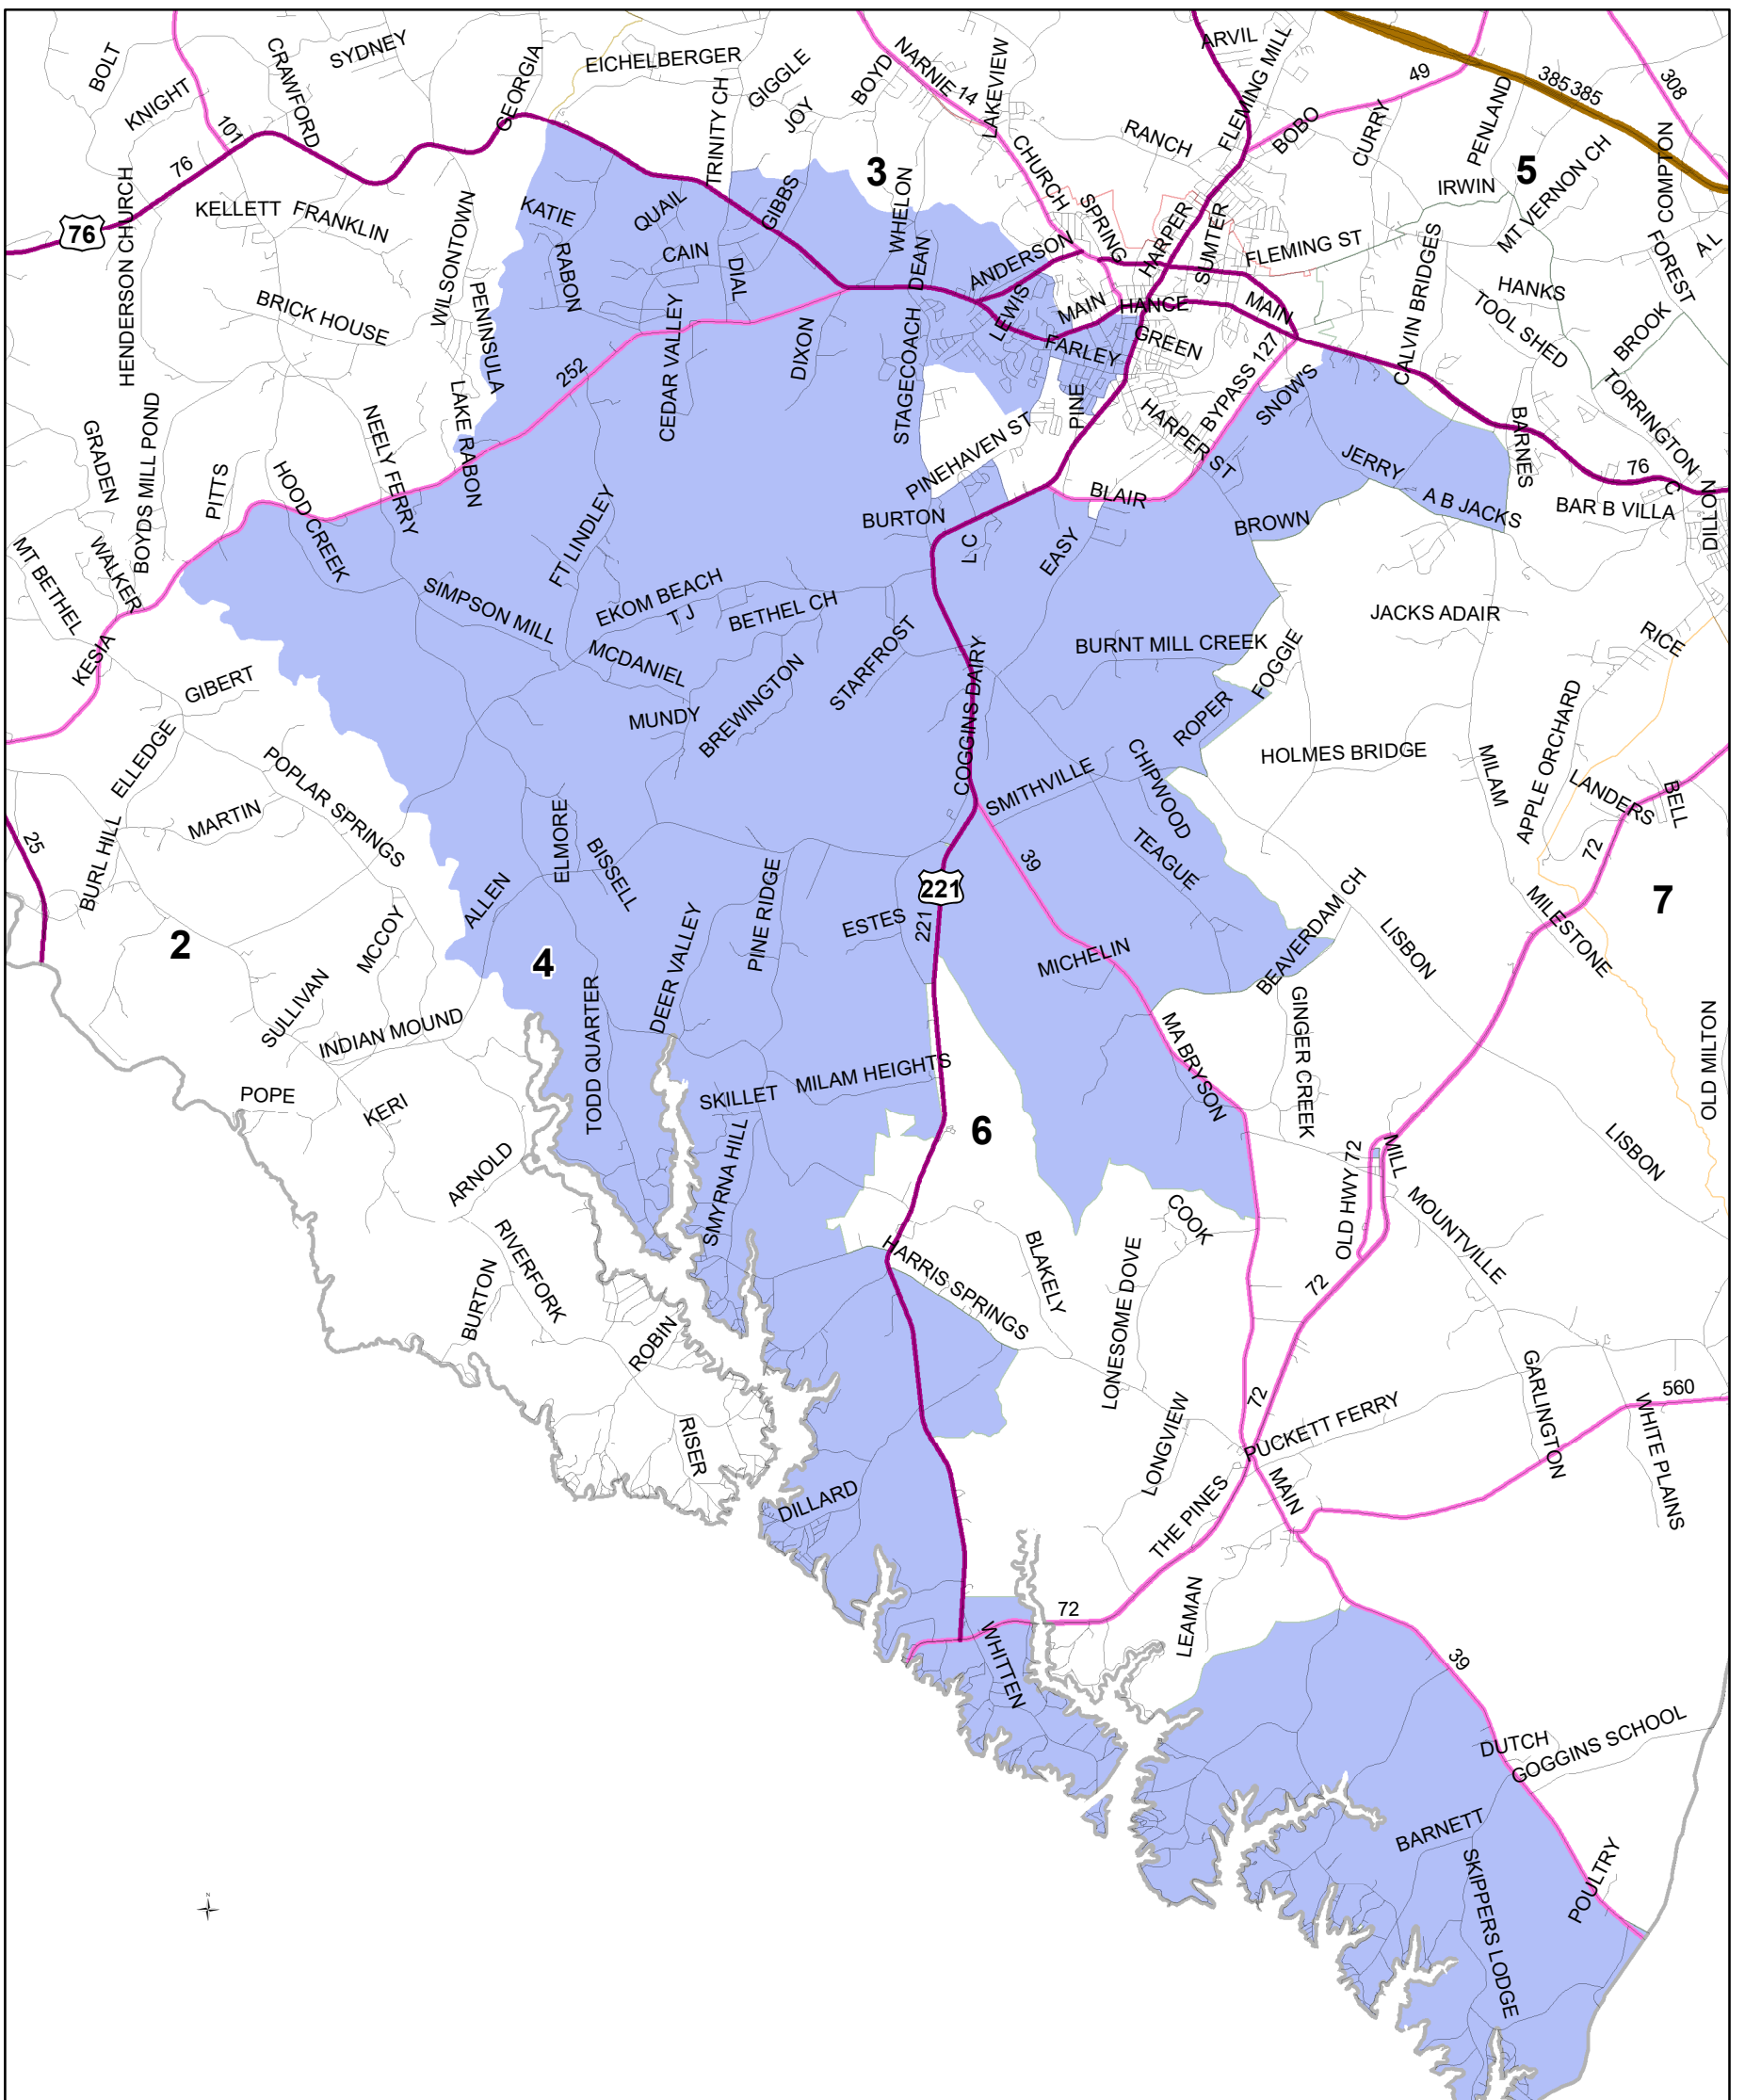 BOLT
SYDNEY
CRAWFORD
KNIGHT
GEORGIA
EICHELBERGER
GIGGLE
BOYD
NARNIE 14
LAKEVIEW
ARVIL
FLEMING MILL
49
385
385
308
101
76
76
HENDERSON CHURCH
KELLETT
FRANKLIN
WILSONTOWN
KATIE
QUAIL
TRINITY CH
JOY
GIBBS
3
WHELON
CHURCH
RANCH
BOBO
CURRY
PENLAND
5
IRWIN
MT VERNON CH
COMPTON
SPRING
HARPER
SUMTER
FLEMING ST
CALVIN BRIDGES
FOREST
AL
BRICK HOUSE
PENINSULA
RABON
CAIN
DIAL
DEAN
ANDERSON
LEWIS
MAIN
HANCE
MAIN
HANKS
TOOL SHED
BROOK
252
CEDAR VALLEY
DIXON
STAGECOACH
FARLEY
GREEN
BYPASS 127
SNOW'S
TORRINGTON
GRADEN
BOYDS MILL POND
PITTS
HOOD CREEK
NEELY FERRY
LAKE RABON
PINEHAVEN ST
PINE
HARPER ST
JERRY
BARNES
76
C
DILLON
MT BETHEL
WALKER
FT LINDLEY
BURTON
L C
BLAIR
EASY
BROWN
A B JACKS
BAR B VILLA
SIMPSON MILL
EKOM BEACH
T J
BETHEL CH
JACKS ADAIR
KESIA
GIBERT
MCDANIEL
STARFROST
BURNT MILL CREEK
FOGGIE
RICE
MUNDY
BREWINGTON
COGGINS DAIRY
ROPER
ELLEDGE
POPLAR SPRINGS
CHIPWOOD
HOLMES BRIDGE
MILAM
APPLE ORCHARD
LANDERS
BELL
25
BURL HILL
MARTIN
ELMORE
BISSELL
SMITHVILLE
TEAGUE
39
72
ALLEN
PINE RIDGE
221
ESTES
221
BEAVERDAM CH
LISBON
MILESTONE
7
2
MCCOY
4
DEER VALLEY
MICHELIN
SULLIVAN
INDIAN MOUND
TODD QUARTER
MA BRYSON
GINGER CREEK
OLD MILTON
POPE
KERI
SKILLET
MILAM HEIGHTS
6
ARNOLD
SMYRNA HILL
OLD HWY 72
MILL
LISBON
MOUNTVILLE
RIVERFORK
BURTON
HARRIS SPRINGS
BLAKELY
COOK
LONESOME DOVE
72
ROBIN
RISER
72
PUCKETT FERRY
GARLINGTON
560
WHITE PLAINS
LONGVIEW
DILLARD
THE PINES
MAIN
72
LEAMAN
WHITTEN
39
DUTCH
GOGGINS SCHOOL
BARNETT
SKIPPERS LODGE
POULTRY
N